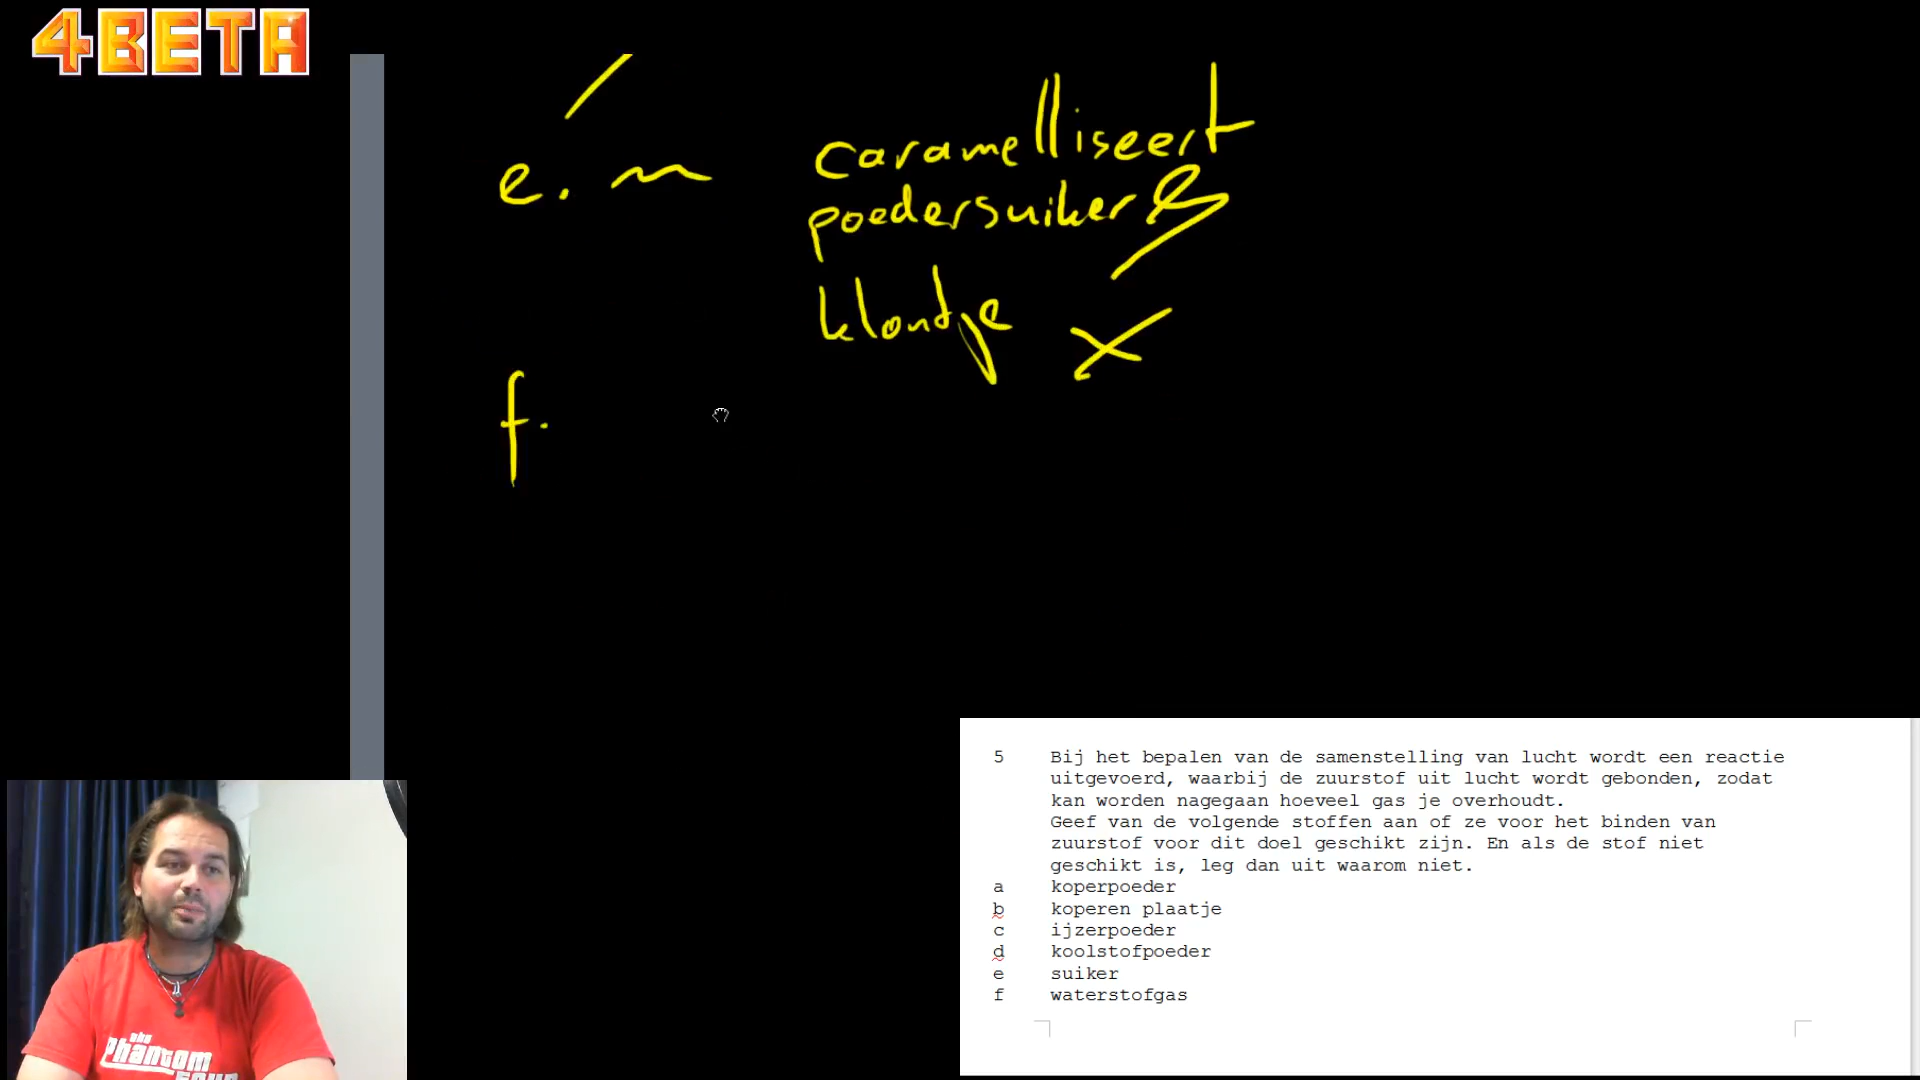 4BETA
caramelliseert
e. ~ poedersuiker
klontje X
f.
5 Bij het bepalen van de samenstelling van lucht wordt een reactie
uitgevoerd, waarbij de zuurstof uit lucht wordt gebonden, zodat
kan worden nagegaan hoeveel gas je overhoudt.
Geef van de volgende stoffen aan of ze voor het binden van
zuurstof voor dit doel geschikt zijn. En als de stof niet
geschikt is, leg dan uit waarom niet.
a koperpoeder
b koperen plaatje
c ijzerpoeder
d koolstofpoeder
e suiker
f waterstofgas
the
Phantom